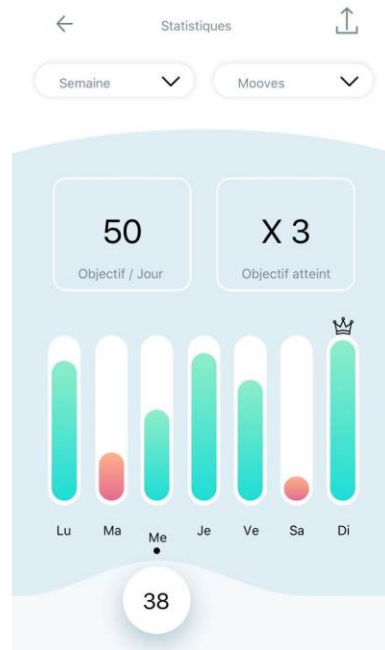 Statistiques
Semaine Mooves
50 X 3
Objectif / Jour Objectif atteint
Lu Ma Me Je Ve Sa Di
38